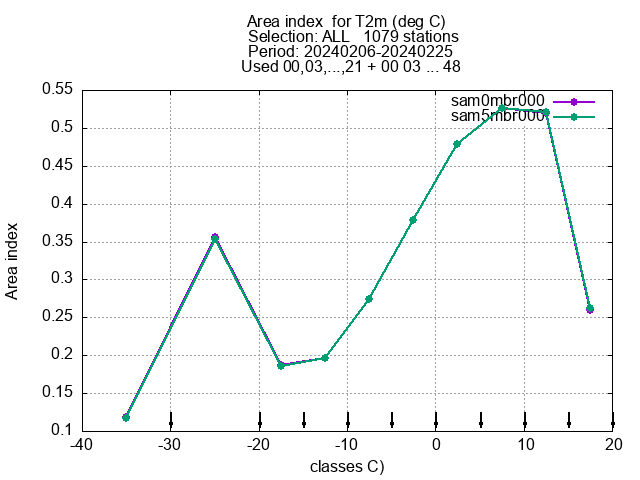 Area index  for T2m (deg C)
Selection: ALL   1079 stations
Period: 20240206-20240225
Used 00,03,...,21 + 00 03 ... 48
sam0mbr000
sam5mbr000
0.55
0.5
0.45
0.4
0.35
0.3
0.25
0.2
0.15
0.1
Area index
-40 -30 -20 -10 0 10 20
classes C)